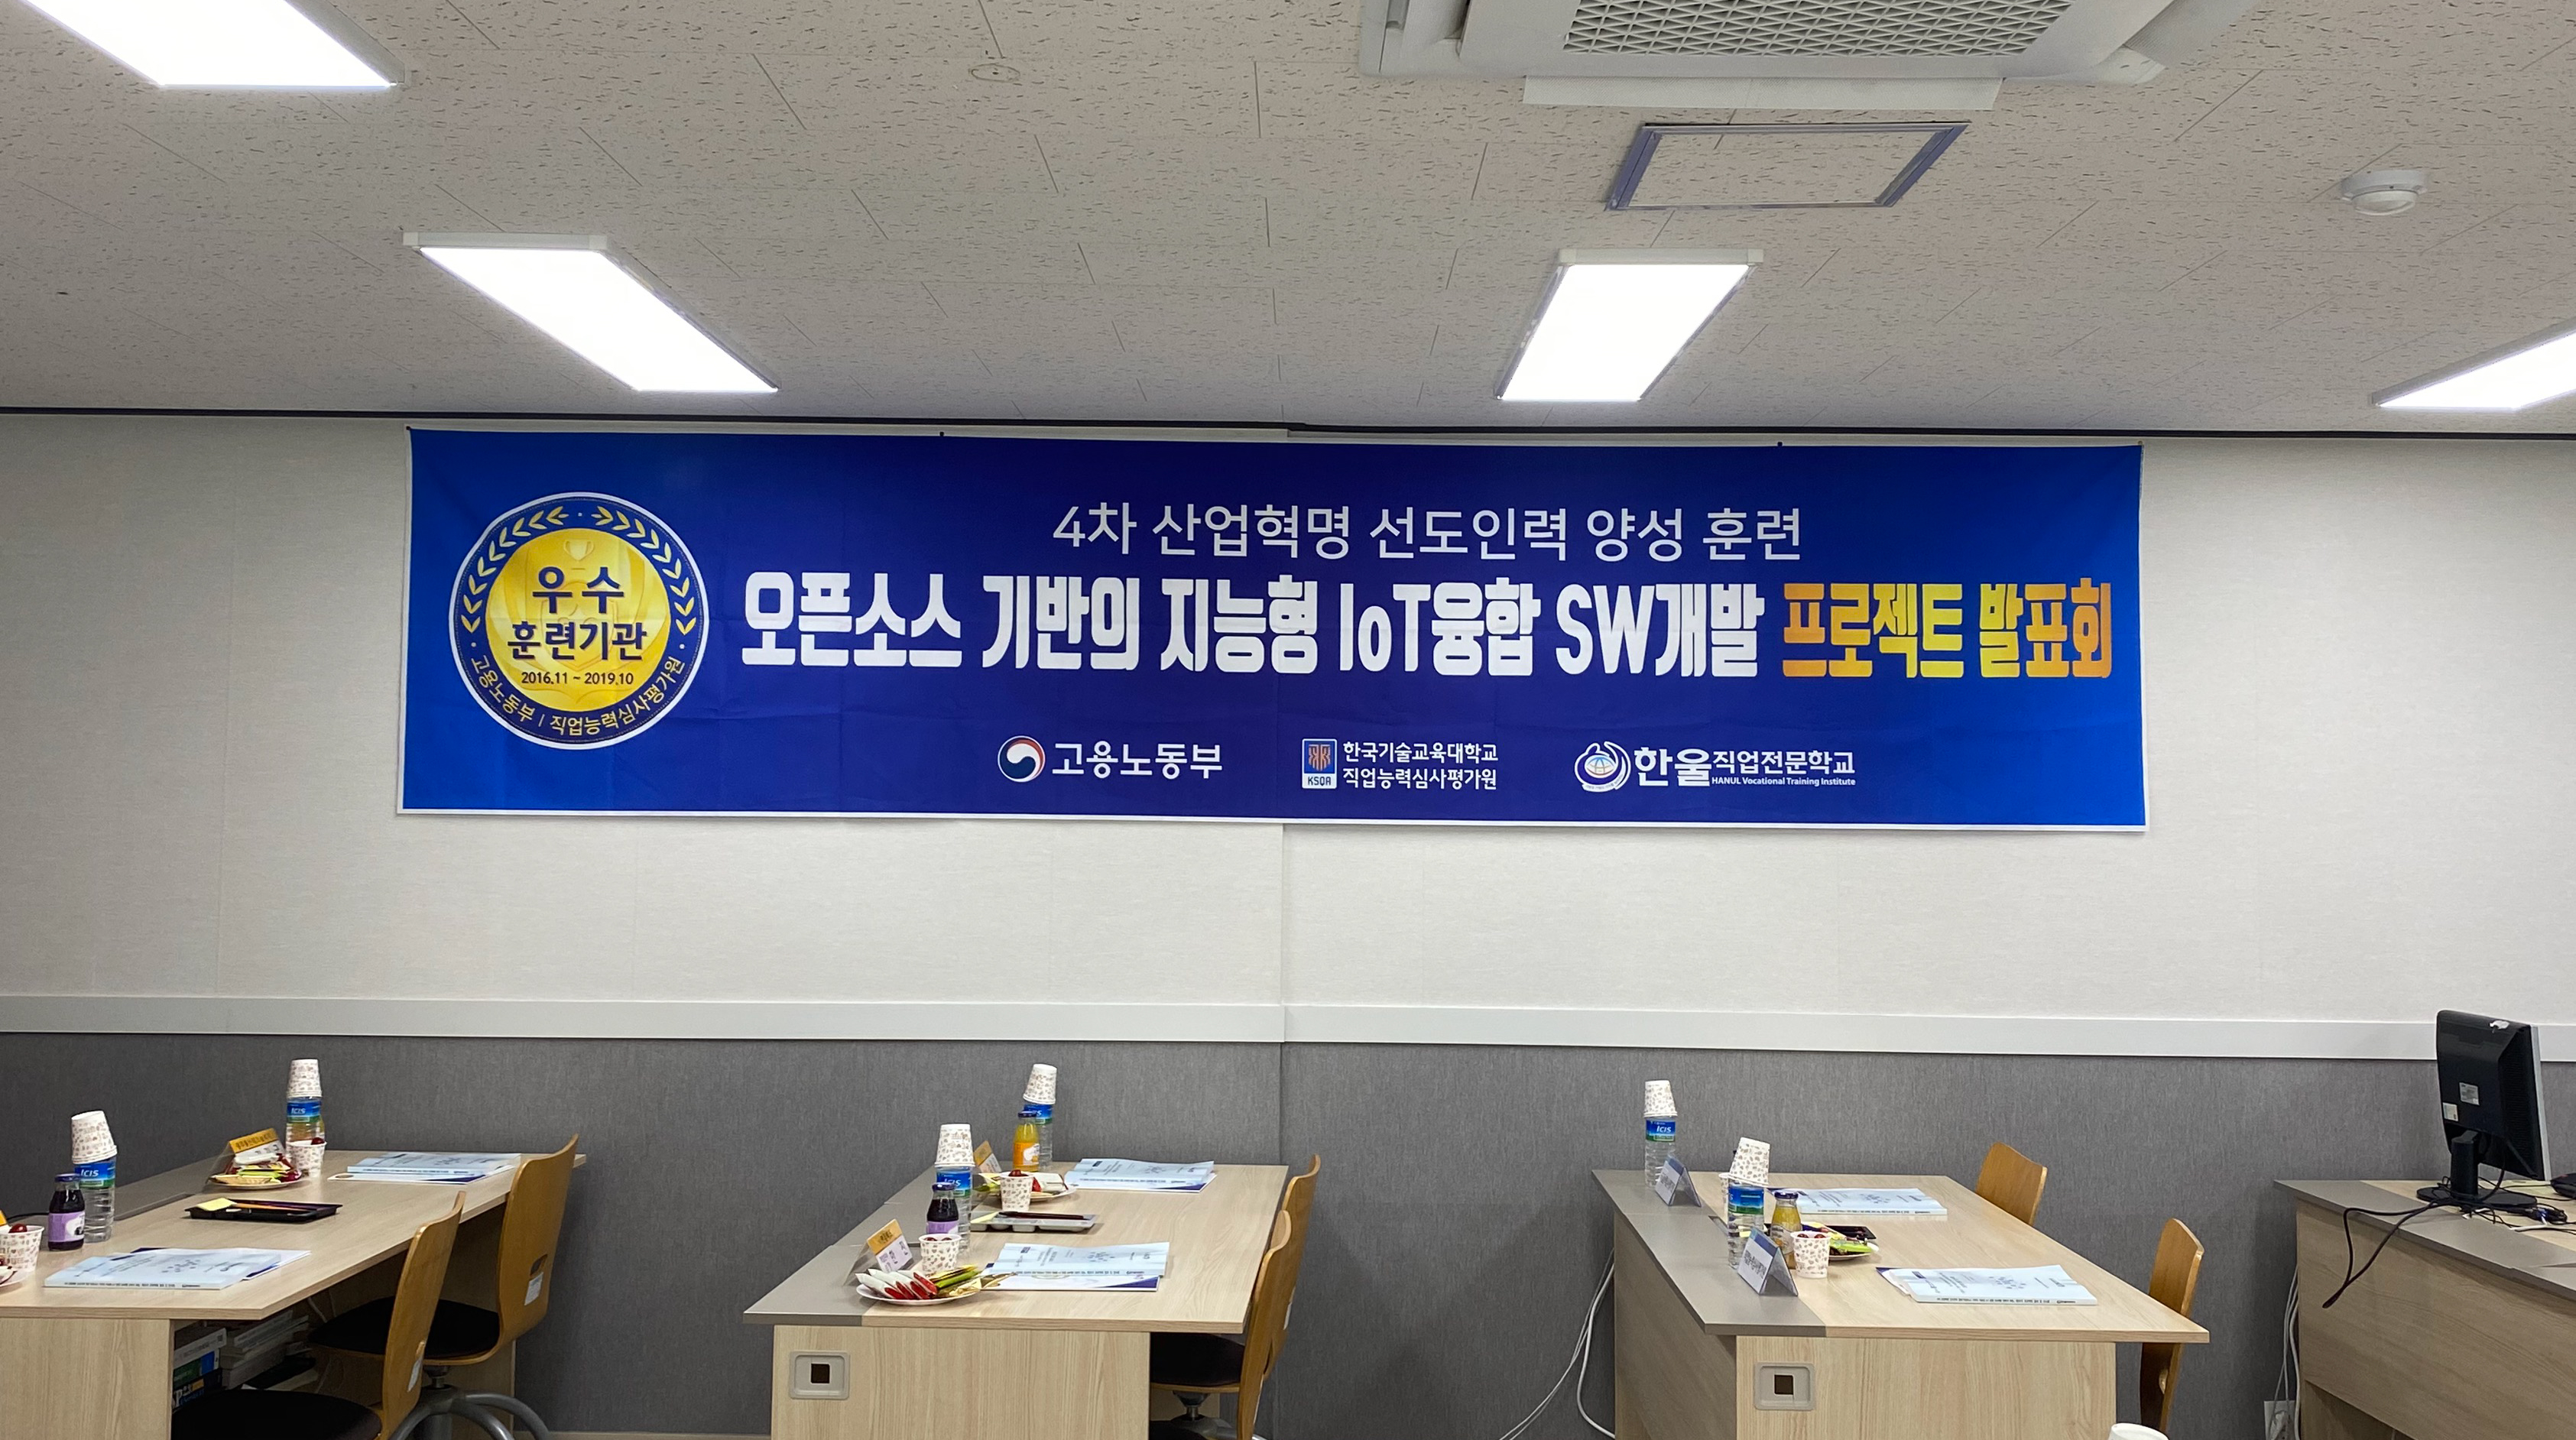 4차 산업혁명 선도인력 양성 훈련
오픈소스 기반의 지능형 IoT융합 SW개발 프로젝트 발표회
우수
훈련기관
2016.11 ~ 2019.10
고용노동부 | 직업능력심사평가원
고용노동부
KSQA
한국기술교육대학교
직업능력심사평가원
한울직업전문학교
HANUL Vocational Training Institute
ICIS
ICIS
ICIS
ICIS
ICIS